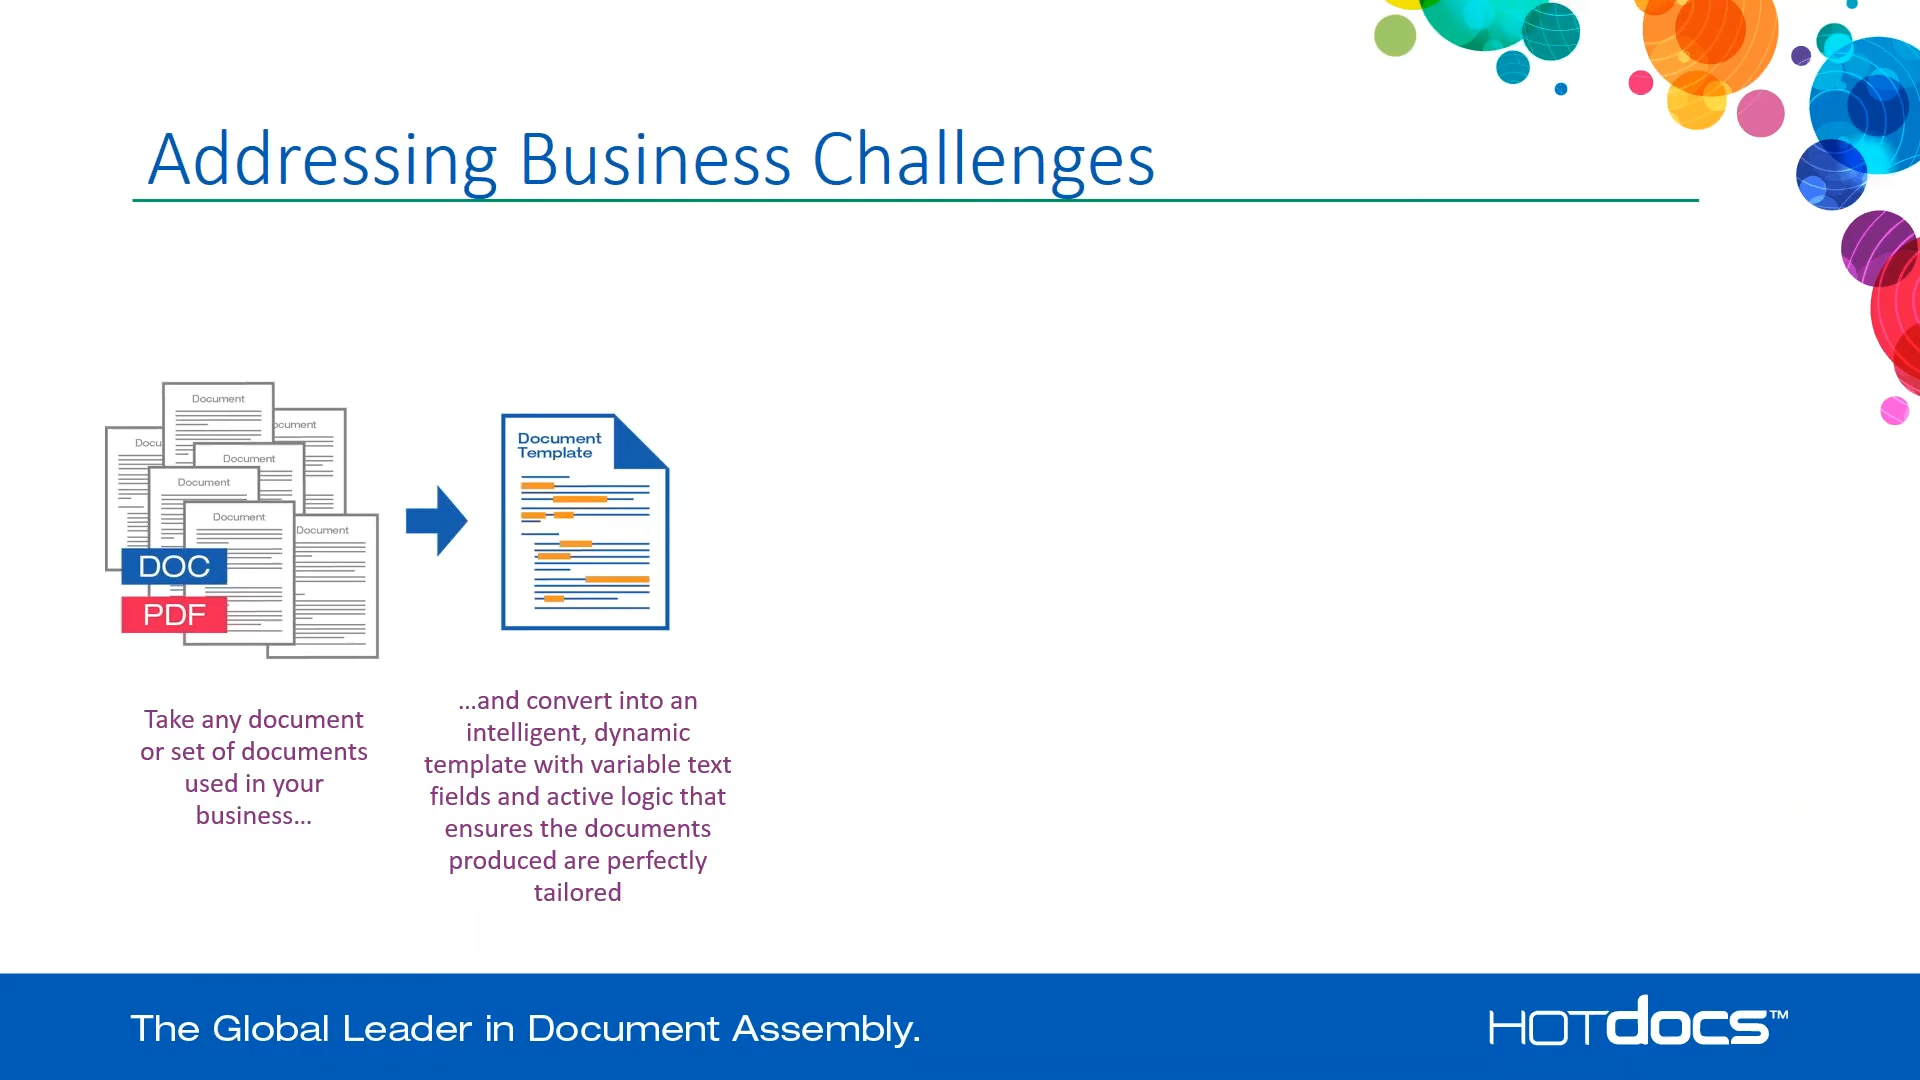 Addressing Business Challenges
Document
ocument
Docu
Document
Document
Document
Document
DOC
PDF
Document
Template
Take any document
or set of documents
used in your
business...
...and convert into an
intelligent, dynamic
template with variable text
fields and active logic that
ensures the documents
produced are perfectly
tailored
The Global Leader in Document Assembly.
HOTdocs™